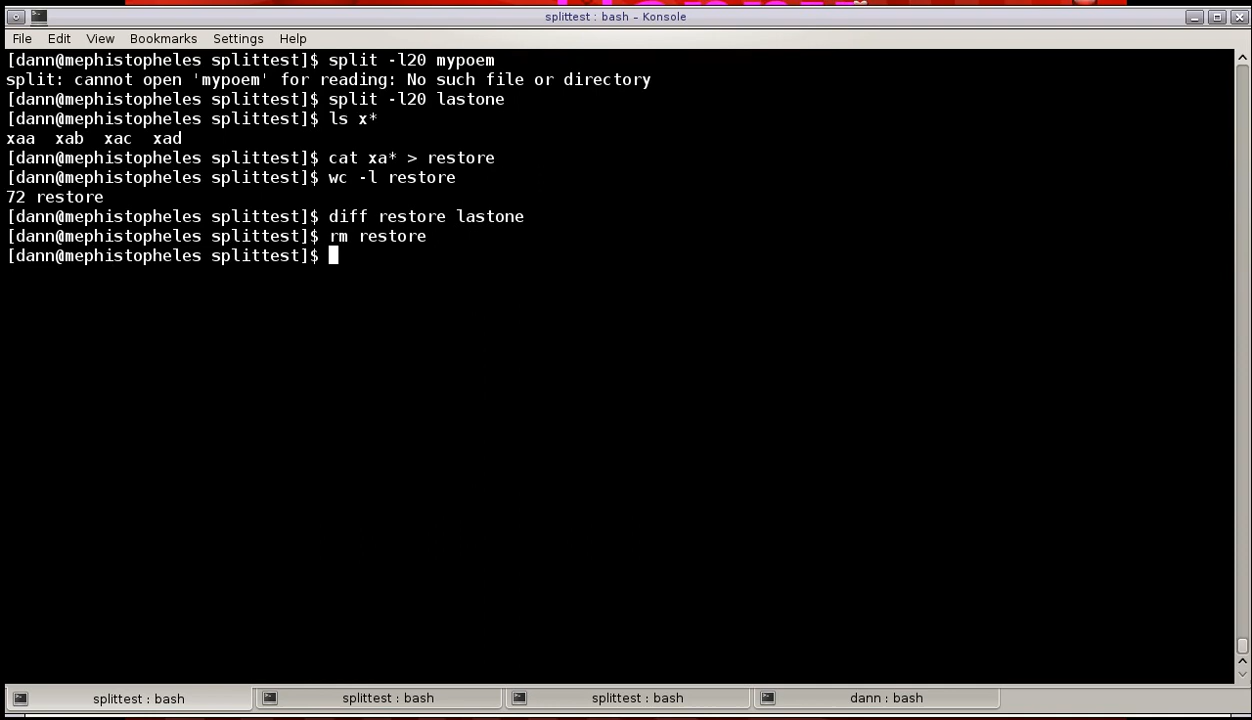 splittest : bash – Konsole
File Edit View Bookmarks Settings Help
[dann@mephistopheles splittest]$ split -l20 mypoem
split: cannot open 'mypoem' for reading: No such file or directory
[dann@mephistopheles splittest]$ split -l20 lastone
[dann@mephistopheles splittest]$ ls x*
xaa  xab  xac  xad
[dann@mephistopheles splittest]$ cat xa* > restore
[dann@mephistopheles splittest]$ wc -l restore
72 restore
[dann@mephistopheles splittest]$ diff restore lastone
[dann@mephistopheles splittest]$ rm restore
[dann@mephistopheles splittest]$
splittest : bash splittest : bash splittest : bash dann : bash